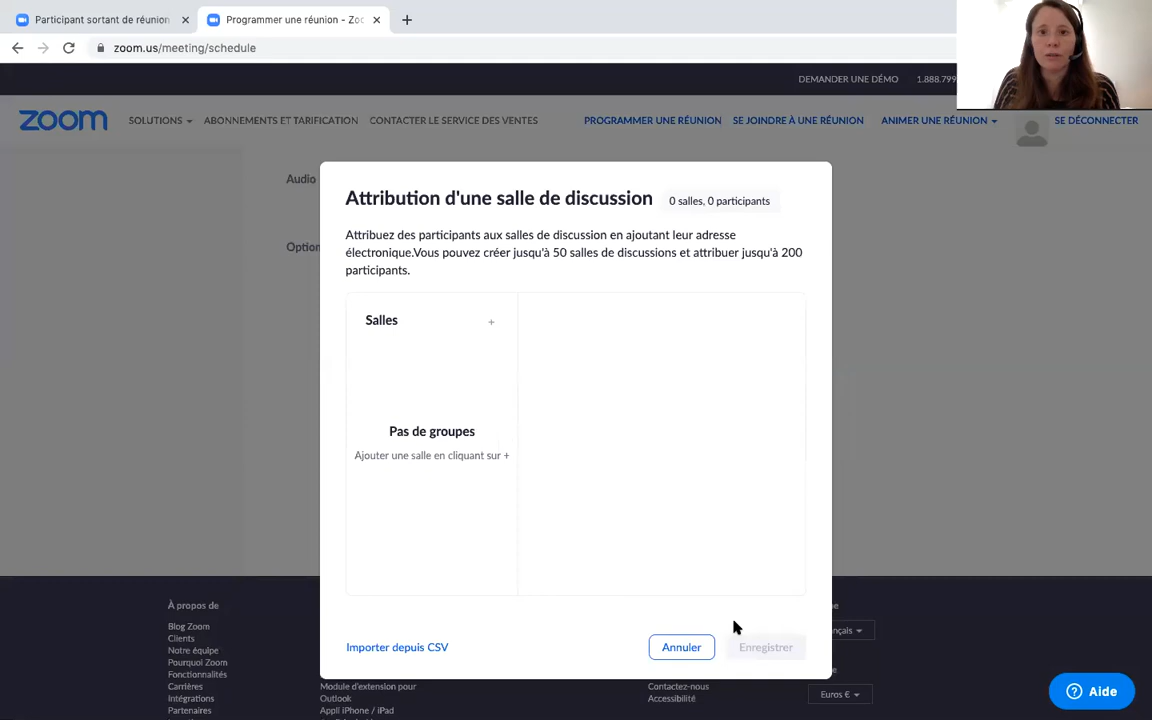 Participant sortant de réunion
Programmer une réunion - Zoo
zoom.us/meeting/schedule
DEMANDER UNE DÉMO
1.888.799
zoom
SOLUTIONS
ABONNEMENTS ET TARIFICATION
CONTACTER LE SERVICE DES VENTES
PROGRAMMER UNE RÉUNION
SE JOINDRE À UNE RÉUNION
ANIMER UNE RÉUNION
SE DÉCONNECTER
Audio
Option
Attribution d'une salle de discussion
0 salles, 0 participants
Attribuez des participants aux salles de discussion en ajoutant leur adresse
électronique.Vous pouvez créer jusqu'à 50 salles de discussions et attribuer jusqu'à 200
participants.
Salles +
Pas de groupes
Ajouter une salle en cliquant sur +
Importer depuis CSV
Annuler
Enregistrer
À propos de
Blog Zoom
Clients
Notre équipe
Pourquoi Zoom
Fonctionnalités
Carrières
Intégrations
Partenaires
Module d'extension pour
Outlook
Appli iPhone / iPad
Contactez-nous
Accessibilité
nçais
Euros €
Aide